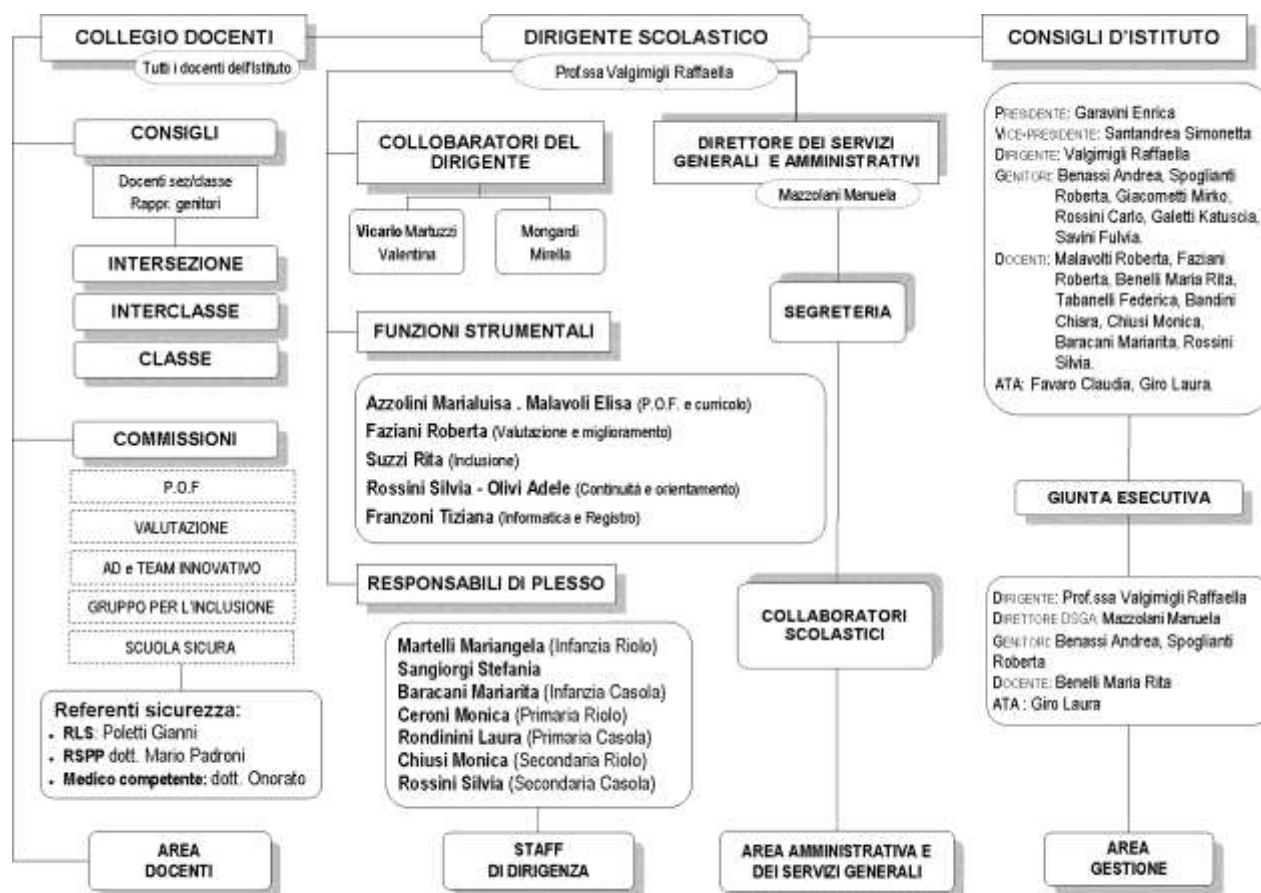 COLLEGIO DOCENTI
Tutti i docenti dell'Istituto
DIRIGENTE SCOLASTICO
Prof.ssa Valgimigli Raffaella
CONSIGLI D'ISTITUTO
CONSIGLI
Docenti sez/classe
Rappr. genitori
INTERSEZIONE
INTERCLASSE
CLASSE
COMMISSIONI
P.O.F
VALUTAZIONE
AD e TEAM INNOVATIVO
GRUPPO PER L'INCLUSIONE
SCUOLA SICURA
Referenti sicurezza:
• RLS: Poletti Gianni
• RSPP dott. Mario Padroni
• Medico competente: dott. Onorato
AREA
DOCENTI
COLLOBARATORI DEL
DIRIGENTE
Vicario Martuzzi
Valentina
Mongardi
Mirella
FUNZIONI STRUMENTALI
Azzolini Marialuisa . Malavoli Elisa (P.O.F. e curricolo)
Faziani Roberta (Valutazione e miglioramento)
Suzzi Rita (Inclusione)
Rossini Silvia - Olivi Adele (Continuità e orientamento)
Franzoni Tiziana (Informatica e Registro)
RESPONSABILI DI PLESSO
Martelli Mariangela (Infanzia Riolo)
Sangiorgi Stefania
Baracani Mariarita (Infanzia Casola)
Ceroni Monica (Primaria Riolo)
Rondinini Laura (Primaria Casola)
Chiusi Monica (Secondaria Riolo)
Rossini Silvia (Secondaria Casola)
STAFF
DI DIRIGENZA
DIRETTORE DEI SERVIZI
GENERALI E AMMINISTRATIVI
Mazzolani Manuela
SEGRETERIA
COLLABORATORI
SCOLASTICI
AREA AMMINISTRATIVA E
DEI SERVIZI GENERALI
PRESIDENTE: Garavini Enrica
VICE-PRESIDENTE: Santandrea Simonetta
DIRIGENTE: Valgimigli Raffaella
GENITORI: Benassi Andrea, Spoglianti
Roberta, Giacometti Mirko,
Rossini Carlo, Galetti Katuscia,
Savini Fulvia.
DOCENTI: Malavolti Roberta, Faziani
Roberta, Benelli Maria Rita,
Tabanelli Federica, Bandini
Chiara, Chiusi Monica,
Baracani Mariarita, Rossini
Silvia.
ATA: Favaro Claudia, Giro Laura
GIUNTA ESECUTIVA
DIRIGENTE: Prof.ssa Valgimigli Raffaella
DIRETTORE DSGA: Mazzolani Manuela
GENITORI: Benassi Andrea, Spoglianti
Roberta
DOCENTE: Benelli Maria Rita
ATA : Giro Laura
AREA
GESTIONE